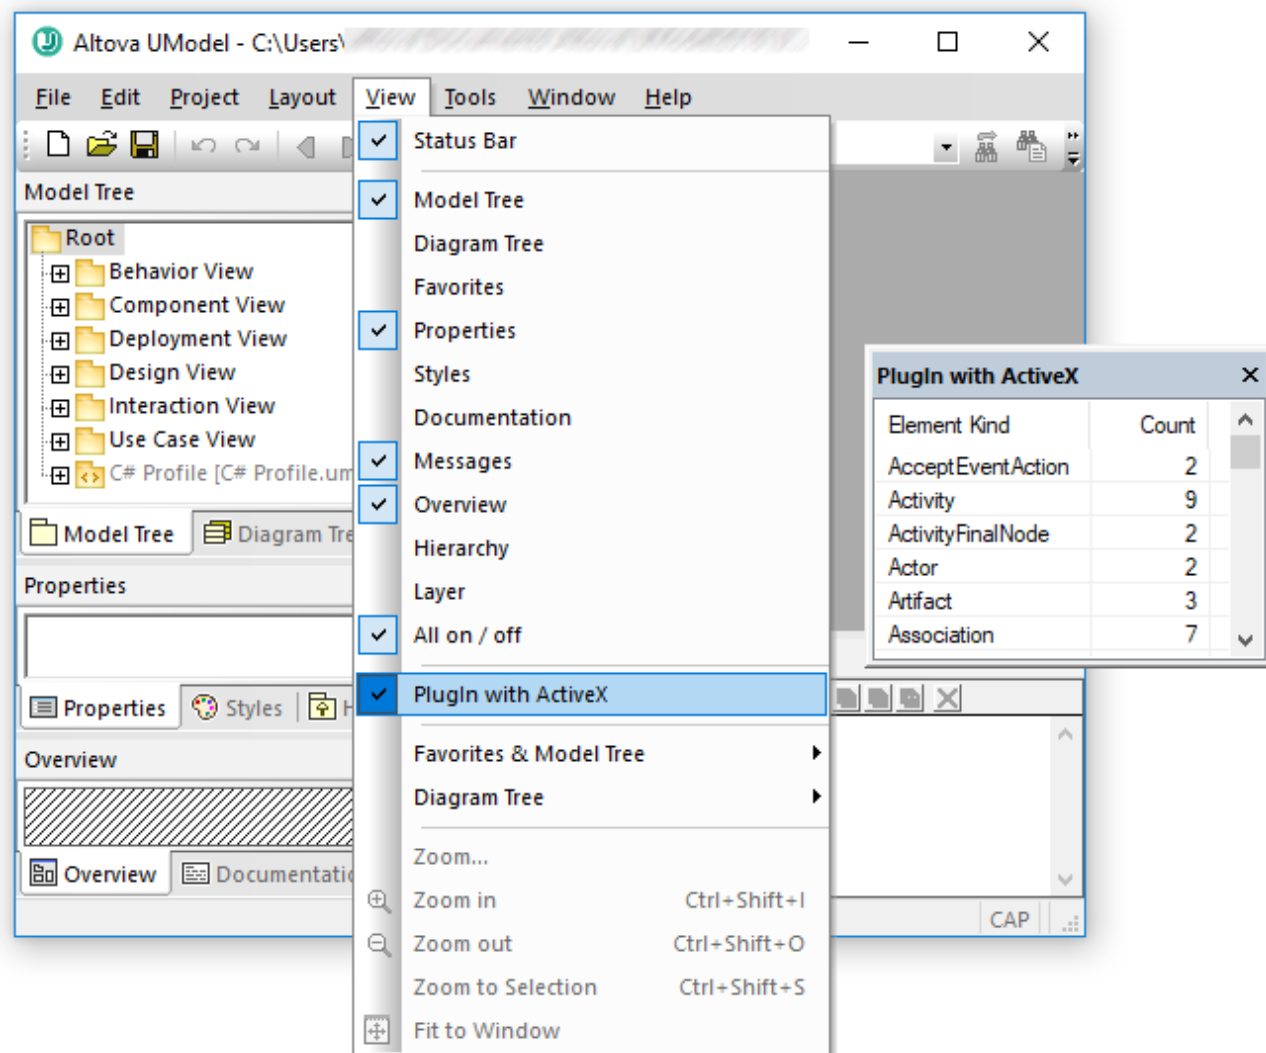 Altova UModel - C:\Users\
File Edit Project Layout View Tools Window Help
Status Bar
Model Tree
Diagram Tree
Favorites
Properties
Styles
Documentation
Messages
Overview
Hierarchy
Layer
All on / off
PlugIn with ActiveX
Favorites & Model Tree
Diagram Tree
Zoom...
Zoom in Ctrl+Shift+I
Zoom out Ctrl+Shift+O
Zoom to Selection Ctrl+Shift+S
Fit to Window
Model Tree
Root
Behavior View
Component View
Deployment View
Design View
Interaction View
Use Case View
C# Profile [C# Profile.um
Model Tree Diagram Tre
Properties
Properties Styles H
Overview
Overview Documentatio
CAP
PlugIn with ActiveX
Element Kind Count
AcceptEventAction 2
Activity 9
ActivityFinalNode 2
Actor 2
Artifact 3
Association 7